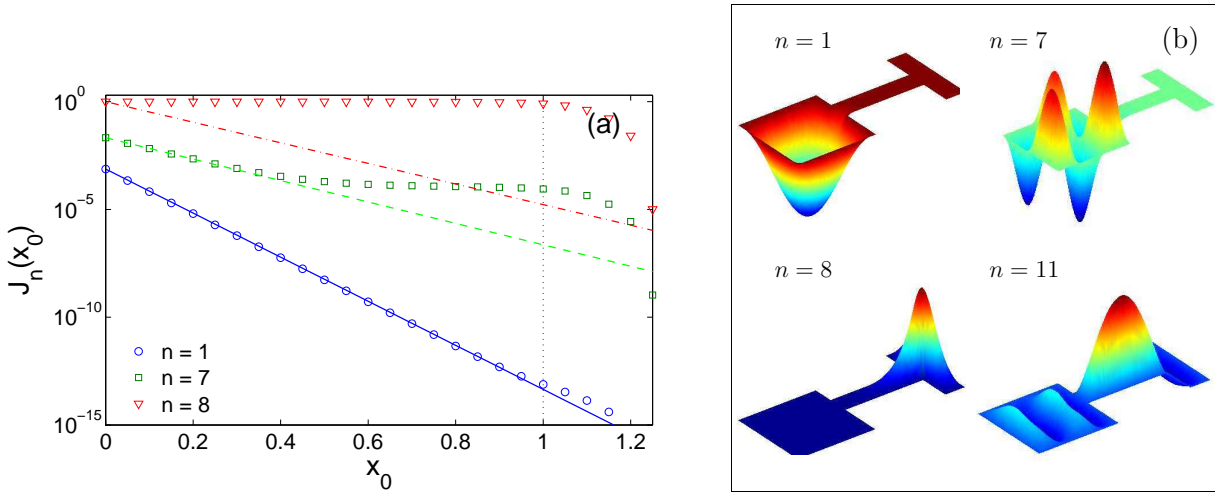 (a)
10^0
10^-5
10^-10
10^-15
J_n(x_0)
n = 1
n = 7
n = 8
0 0.2 0.4 0.6 0.8 1 1.2
x_0
(b)
n = 1
n = 7
n = 8
n = 11